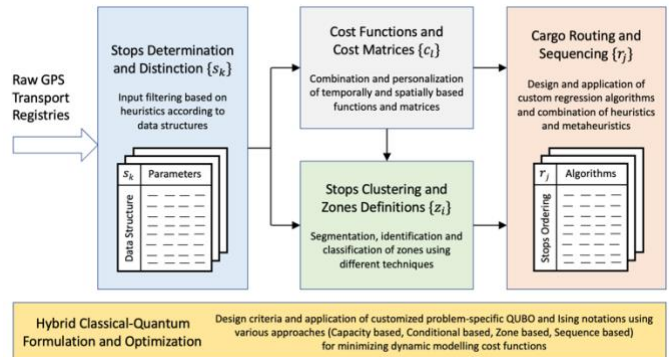 Raw GPS
Transport
Registries
Stops Determination
and Distinction {sₖ}
Input filtering based on
heuristics according to
data structures
sₖ Parameters
Data Structure
Cost Functions and
Cost Matrices {cₗ}
Combination and personalization
of temporally and spatially based
functions and matrices
Stops Clustering and
Zones Definitions {zᵢ}
Segmentation, identification and
classification of zones using
different techniques
Cargo Routing and
Sequencing {rⱼ}
Design and application of
custom regression algorithms
and combination of heuristics
and metaheuristics
rⱼ Algorithms
Stops Ordering
Hybrid Classical-Quantum
Formulation and Optimization
Design criteria and application of customized problem-specific QUBO and Ising notations using
various approaches (Capacity based, Conditional based, Zone based, Sequence based)
for minimizing dynamic modelling cost functions